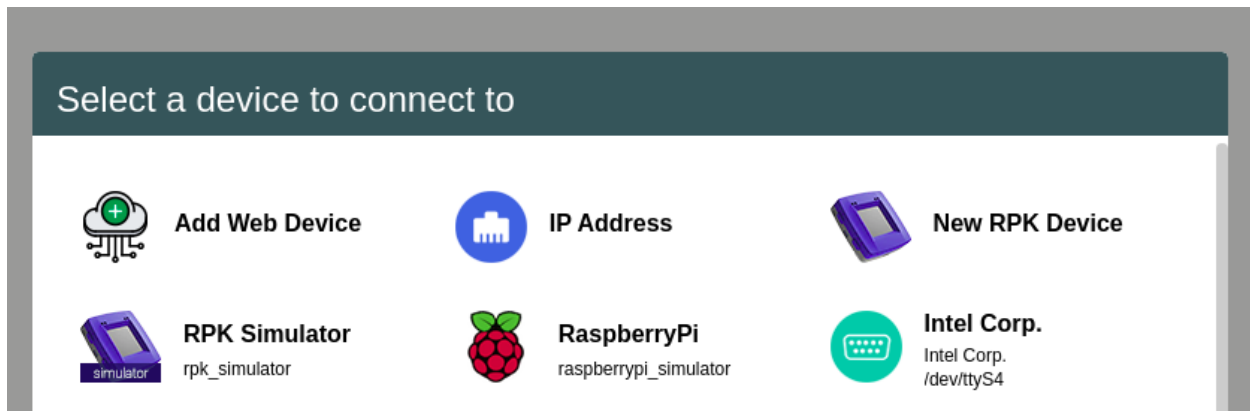 Select a device to connect to
Add Web Device
IP Address
New RPK Device
RPK Simulator
rpk_simulator
simulator
RaspberryPi
raspberrypi_simulator
Intel Corp.
Intel Corp.
/dev/ttyS4